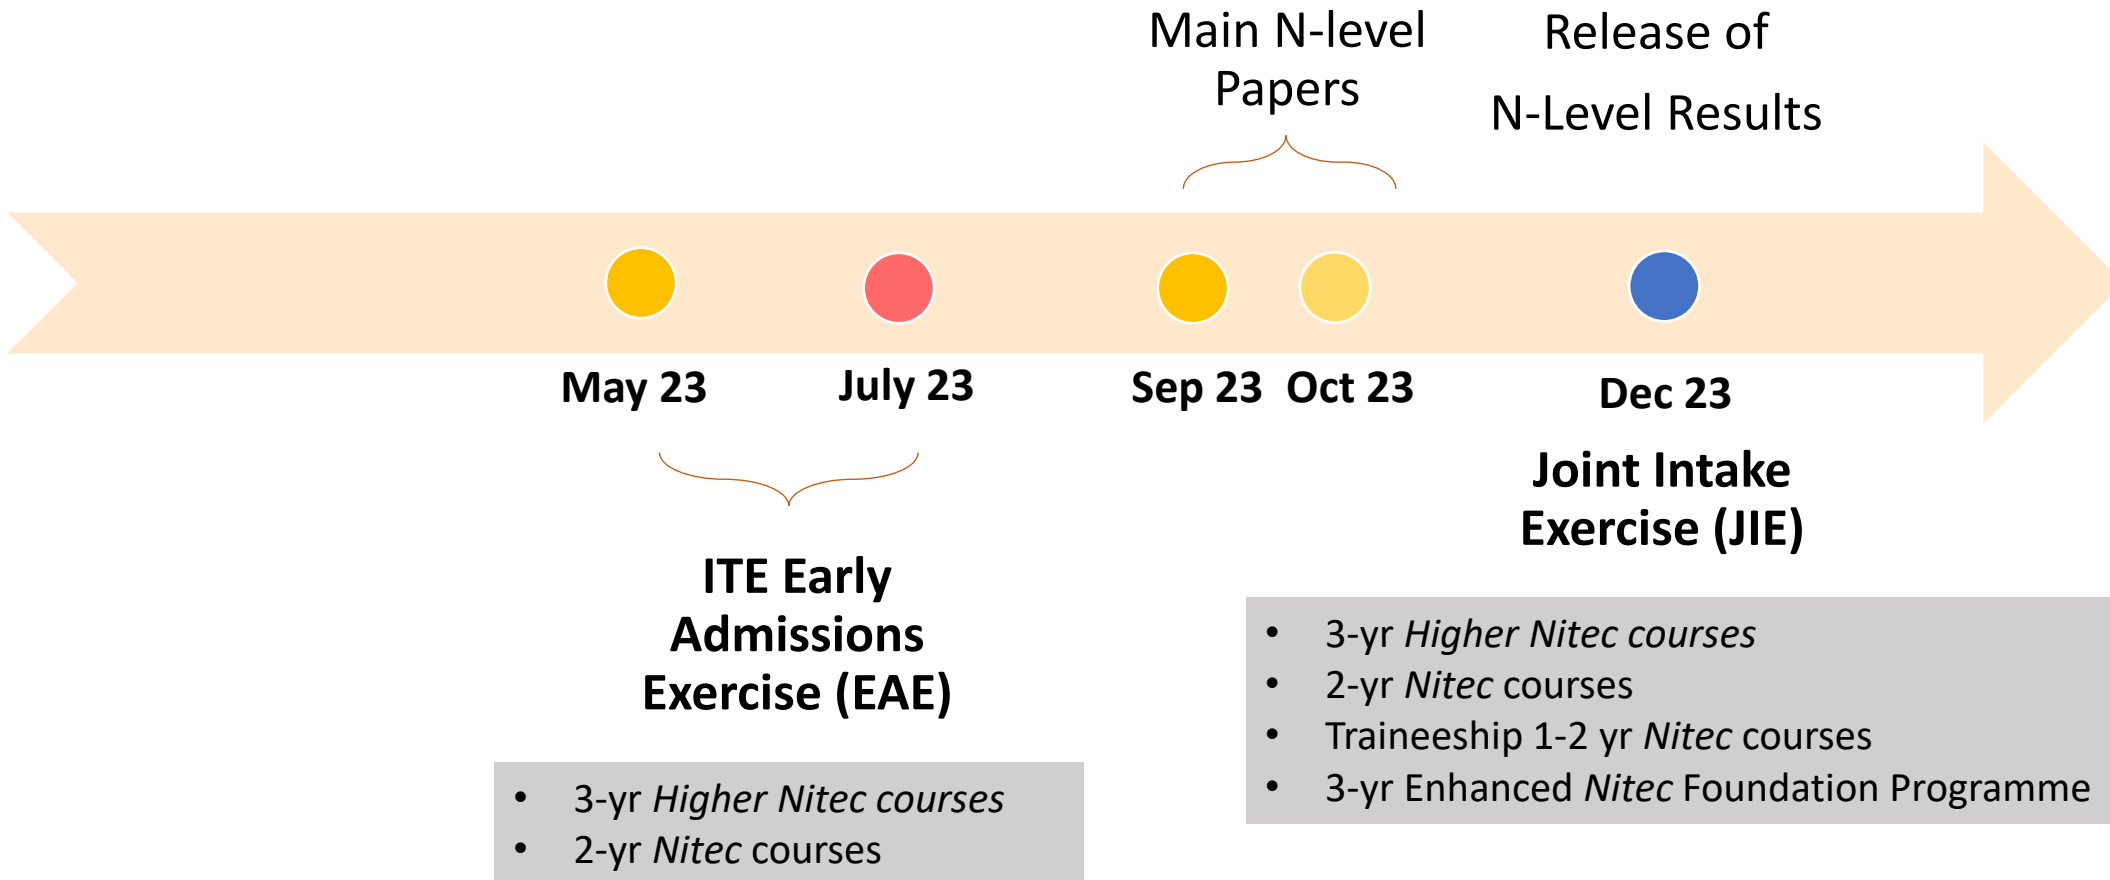 Main N-level
Papers
Release of
N-Level Results
May 23
July 23
Sep 23
Oct 23
Dec 23
ITE Early
Admissions
Exercise (EAE)
• 3-yr Higher Nitec courses
• 2-yr Nitec courses
Joint Intake
Exercise (JIE)
• 3-yr Higher Nitec courses
• 2-yr Nitec courses
• Traineeship 1-2 yr Nitec courses
• 3-yr Enhanced Nitec Foundation Programme